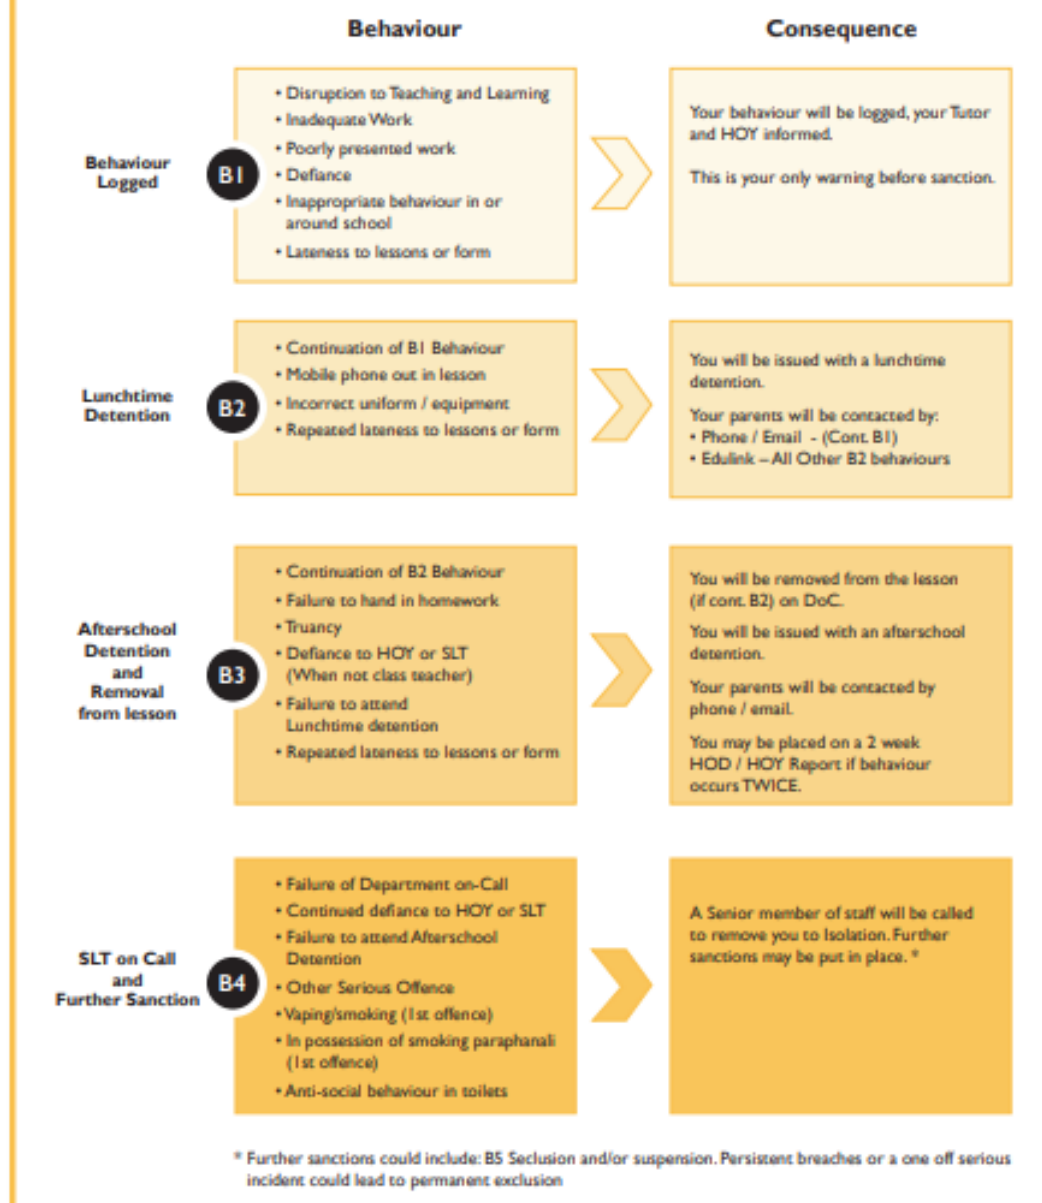 Behaviour
Consequence
Behaviour
Logged
B1
• Disruption to Teaching and Learning
• Inadequate Work
• Poorly presented work
• Defiance
• Inappropriate behaviour in or
around school
• Lateness to lessons or form
Your behaviour will be logged, your Tutor
and HOY informed.
This is your only warning before sanction.
Lunchtime
Detention
B2
• Continuation of B1 Behaviour
• Mobile phone out in lesson
• Incorrect uniform / equipment
• Repeated lateness to lessons or form
You will be issued with a lunchtime
detention.
Your parents will be contacted by:
• Phone / Email - (Cont. B1)
• Edulink – All Other B2 behaviours
Afterschool
Detention
and
Removal
from lesson
B3
• Continuation of B2 Behaviour
• Failure to hand in homework
• Truancy
• Defiance to HOY or SLT
(When not class teacher)
• Failure to attend
Lunchtime detention
• Repeated lateness to lessons or form
You will be removed from the lesson
(if cont. B2) on DoC.
You will be issued with an afterschool
detention.
Your parents will be contacted by
phone / email.
You may be placed on a 2 week
HOD / HOY Report if behaviour
occurs TWICE.
SLT on Call
and
Further Sanction
B4
• Failure of Department on-Call
• Continued defiance to HOY or SLT
• Failure to attend Afterschool
Detention
• Other Serious Offence
• Vaping/smoking (1st offence)
• In possession of smoking paraphanali
(1st offence)
• Anti-social behaviour in toilets
A Senior member of staff will be called
to remove you to Isolation. Further
sanctions may be put in place. *
* Further sanctions could include: B5 Seclusion and/or suspension. Persistent breaches or a one off serious
incident could lead to permanent exclusion